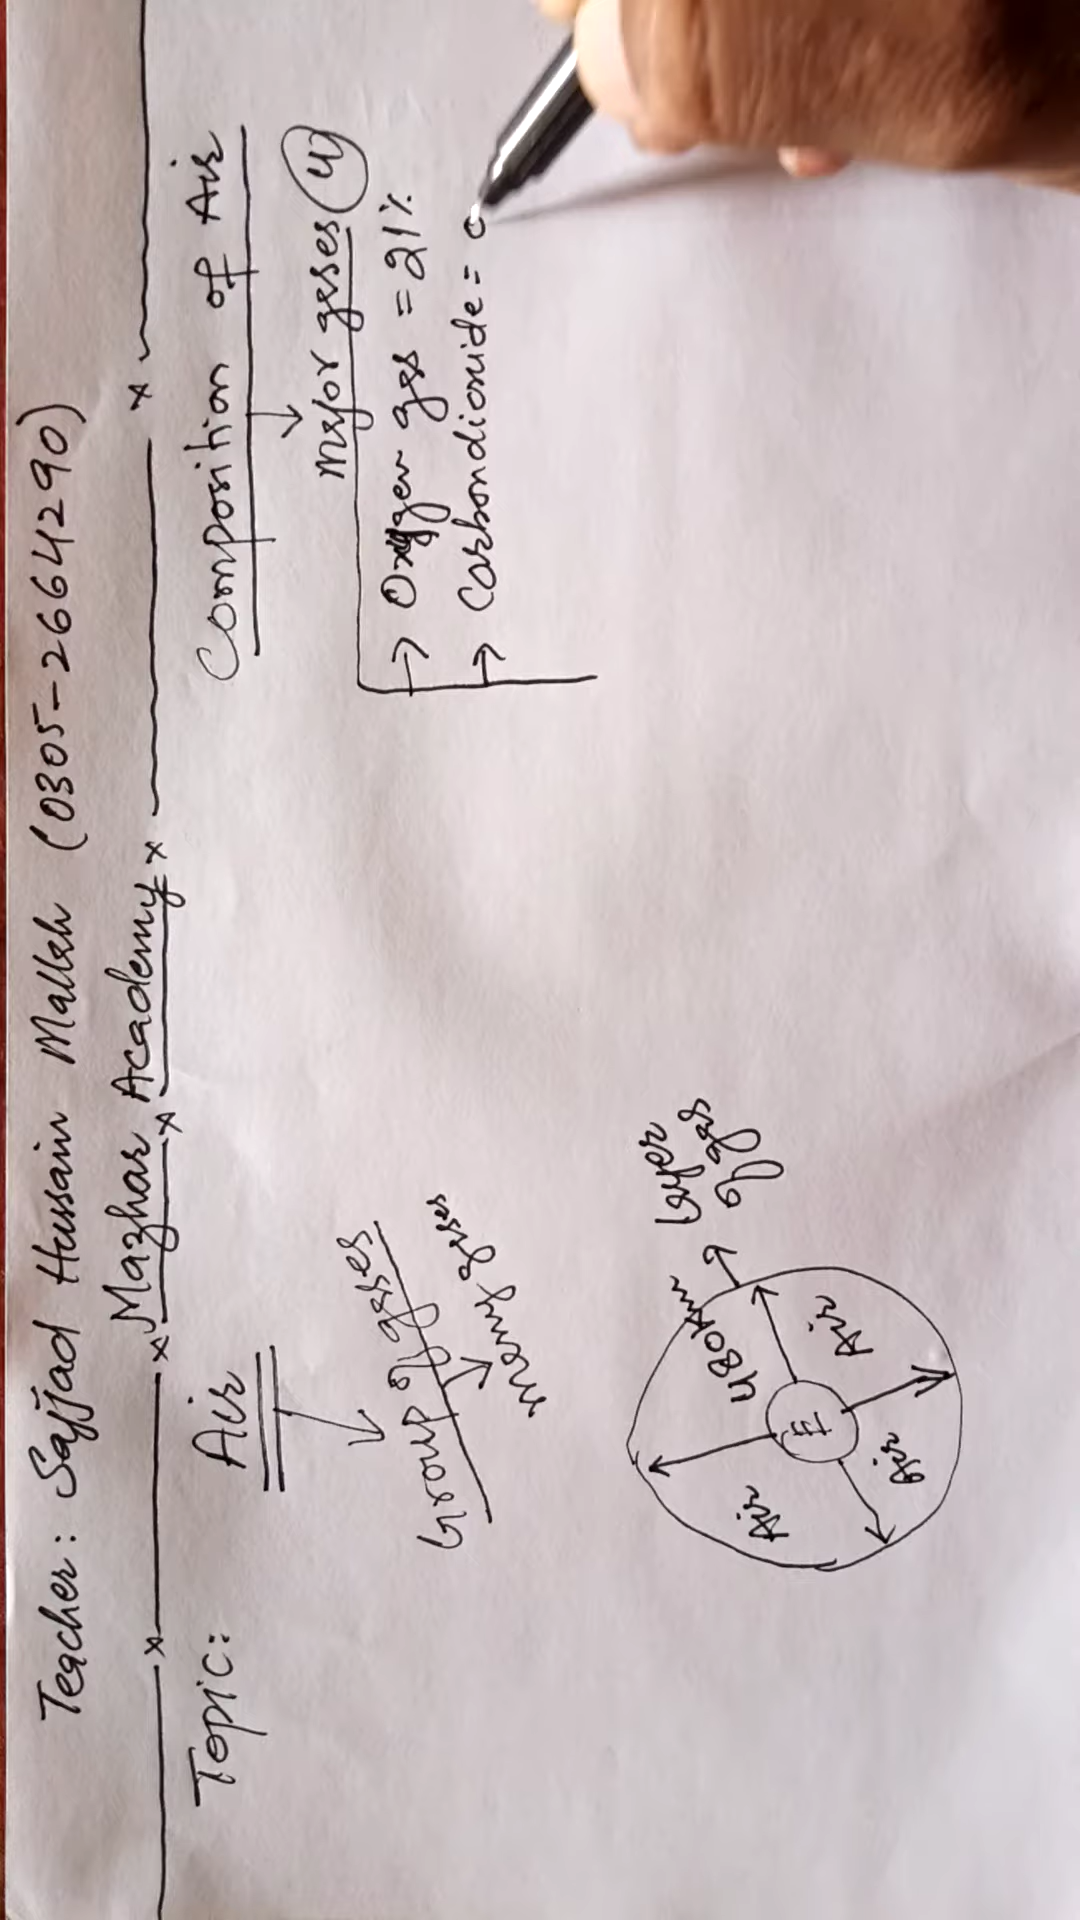 Teacher: Sajjad Hussain Mallah (0305-2664290)
x x Mazhar x Academy x x
Topic: Air
Group of gases
many gases
480km
layer
of gas
Air
Air
Air
E
Composition of Air
Major gases (4)
→ Oxygen gas = 21%
→ Carbondioxide = 0